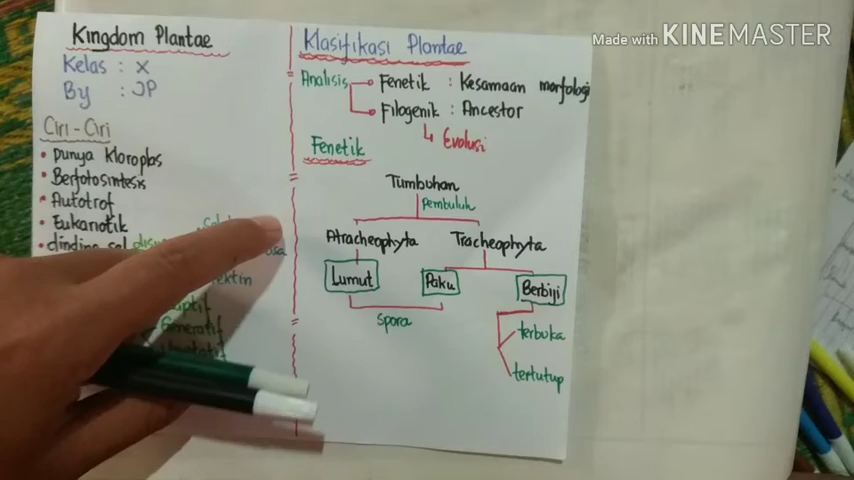 Made with KINEMASTER
Kingdom Plantae
Kelas : X
By : JP
Ciri-Ciri
• punya kloroplas
• Berfotosintesis
• Autotrof
• Eukariotik
• dinding sel
Generatif
Klasifikasi Plantae
Analisis
Fenetik : Kesamaan morfologi
Filogenik : Ancestor
↳ Evolusi
Fenetik
Tumbuhan
pembuluh
Atracheophyta Tracheophyta
Lumut Paku Berbiji
spora
terbuka
tertutup